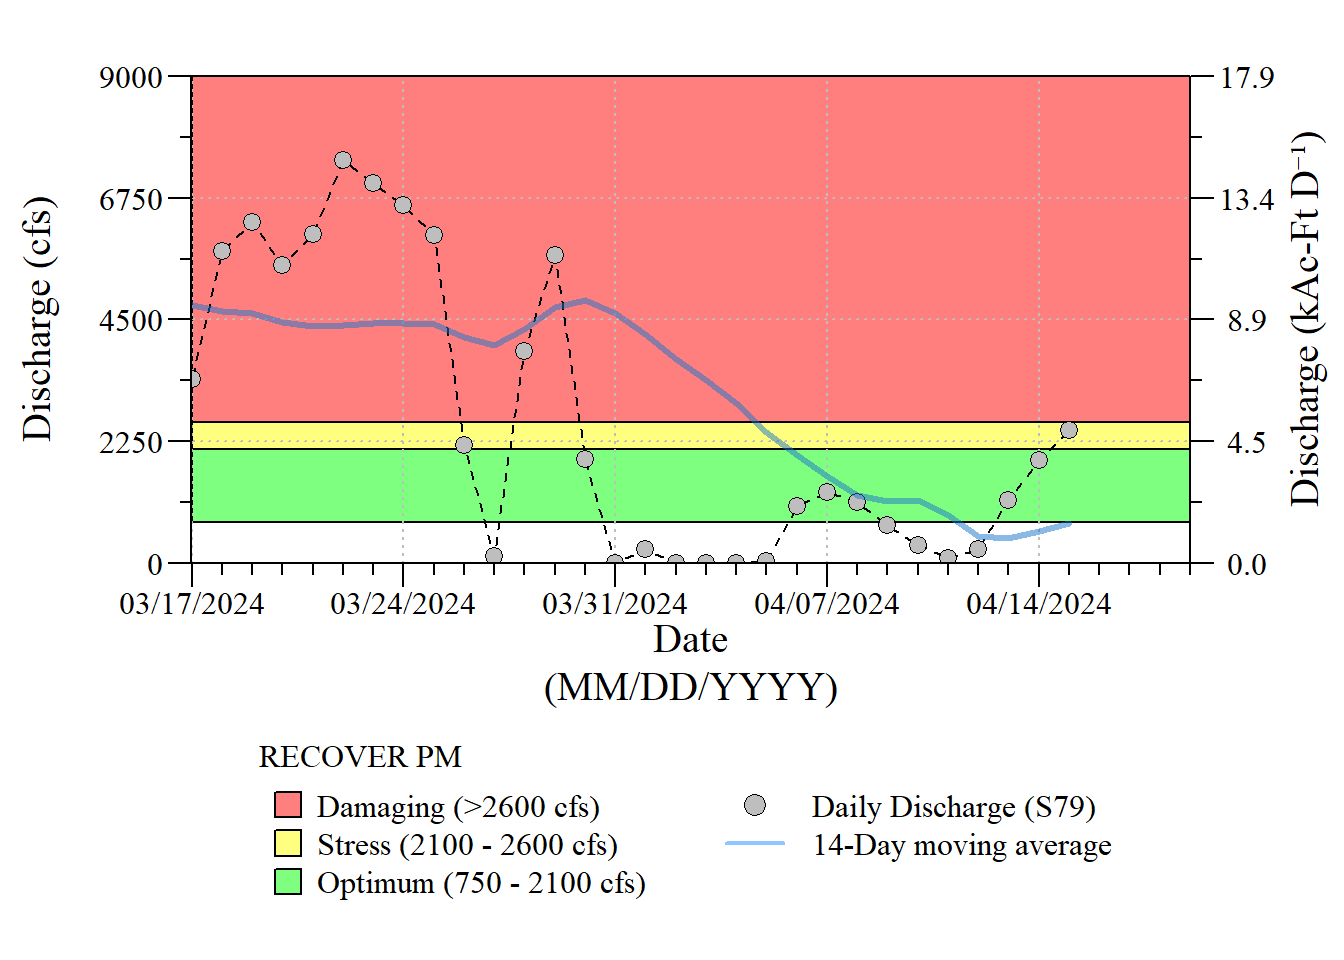 9000
6750
4500
2250
0
Discharge (cfs)
17.9
13.4
8.9
4.5
0.0
Discharge (kAc-Ft D⁻¹)
03/17/2024 03/24/2024 03/31/2024 04/07/2024 04/14/2024
Date
(MM/DD/YYYY)
RECOVER PM
Damaging (>2600 cfs)
Stress (2100 - 2600 cfs)
Optimum (750 - 2100 cfs)
Daily Discharge (S79)
14-Day moving average